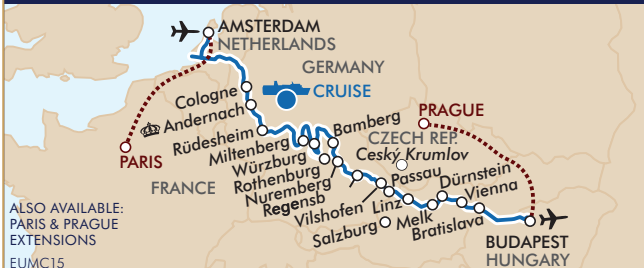 AMSTERDAM
NETHERLANDS
GERMANY
CRUISE
Cologne
Andernach
Rüdesheim
Miltenberg
Würzburg
Rothenburg
Nuremberg
Regensb
Bamberg
PRAGUE
CZECH REP.
Český Krumlov
PARIS
FRANCE
Vilshofen
Passau
Linz
Salzburg
Melk
Dürnstein
Vienna
Bratislava
BUDAPEST
HUNGARY
ALSO AVAILABLE:
PARIS & PRAGUE
EXTENSIONS
EUMC15